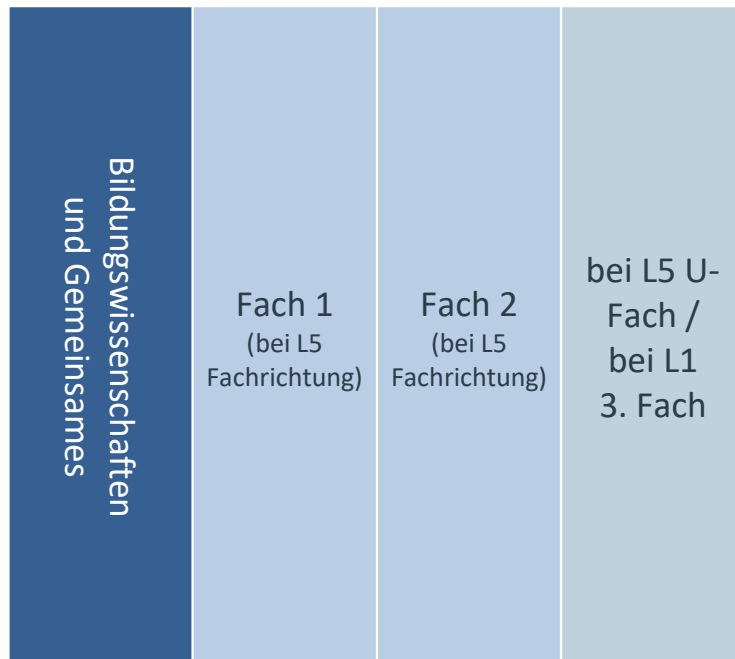 Bildungswissenschaften
und Gemeinsames
Fach 1
(bei L5
Fachrichtung)
Fach 2
(bei L5
Fachrichtung)
bei L5 U-
Fach /
bei L1
3. Fach